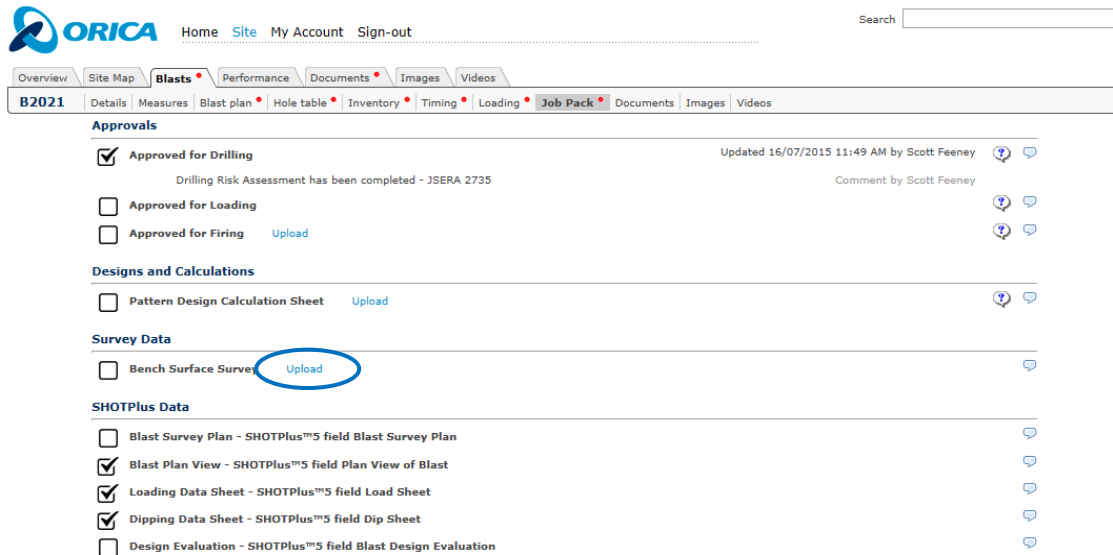 ORICA
Home Site My Account Sign-out
Search
Overview Site Map Blasts Performance Documents Images Videos
B2021 Details Measures Blast plan Hole table Inventory Timing Loading Job Pack Documents Images Videos
Approvals
Approved for Drilling Updated 16/07/2015 11:49 AM by Scott Feeney ?
Drilling Risk Assessment has been completed - JSERA 2735 Comment by Scott Feeney
Approved for Loading ?
Approved for Firing Upload ?
Designs and Calculations
Pattern Design Calculation Sheet Upload ?
Survey Data
Bench Surface Survey Upload
SHOTPlus Data
Blast Survey Plan - SHOTPlus™5 field Blast Survey Plan
Blast Plan View - SHOTPlus™5 field Plan View of Blast
Loading Data Sheet - SHOTPlus™5 field Load Sheet
Dipping Data Sheet - SHOTPlus™5 field Dip Sheet
Design Evaluation - SHOTPlus™5 field Blast Design Evaluation